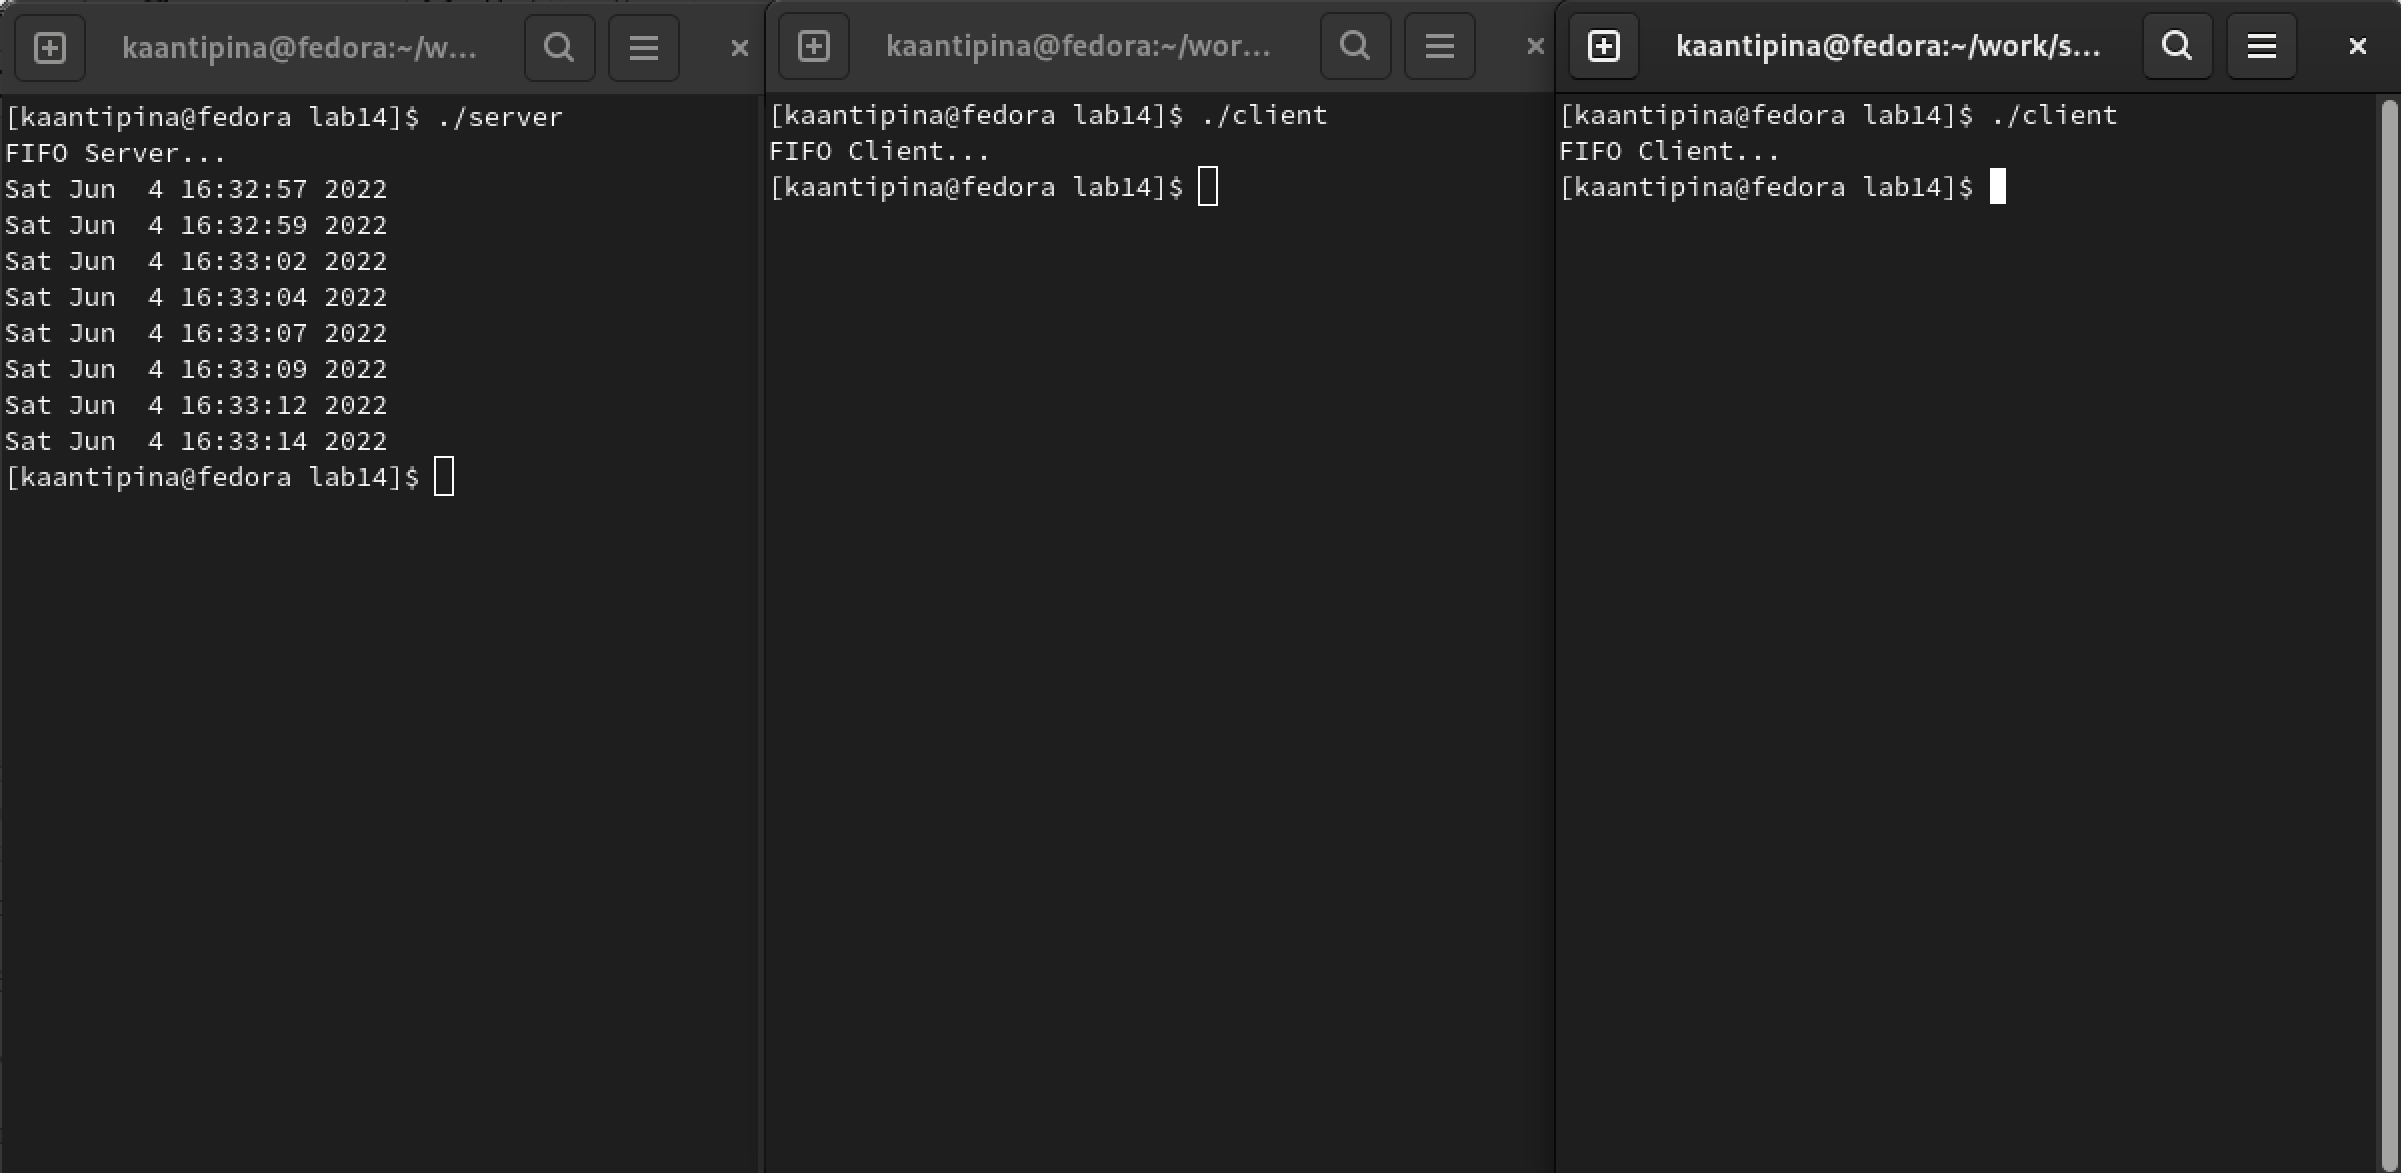 kaantipina@fedora:~/w...
[kaantipina@fedora lab14]$ ./server
FIFO Server...
Sat Jun  4 16:32:57 2022
Sat Jun  4 16:32:59 2022
Sat Jun  4 16:33:02 2022
Sat Jun  4 16:33:04 2022
Sat Jun  4 16:33:07 2022
Sat Jun  4 16:33:09 2022
Sat Jun  4 16:33:12 2022
Sat Jun  4 16:33:14 2022
[kaantipina@fedora lab14]$
kaantipina@fedora:~/wor...
[kaantipina@fedora lab14]$ ./client
FIFO Client...
[kaantipina@fedora lab14]$
kaantipina@fedora:~/work/s...
[kaantipina@fedora lab14]$ ./client
FIFO Client...
[kaantipina@fedora lab14]$